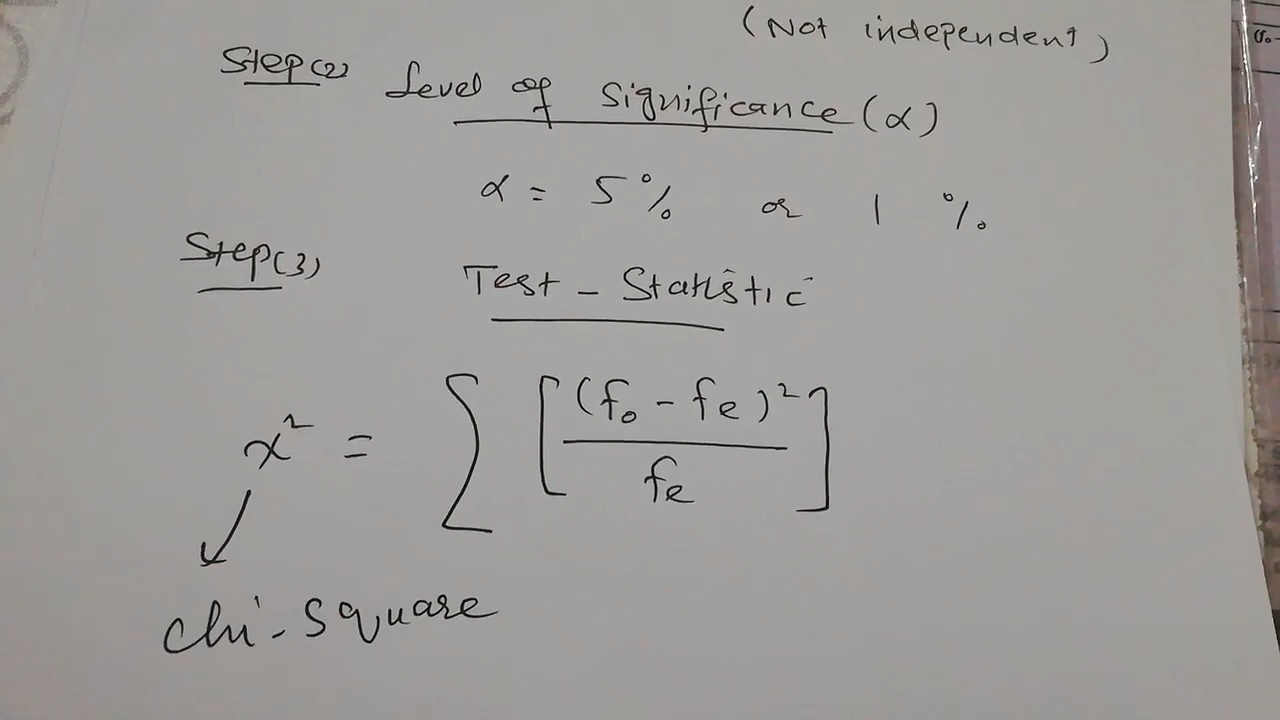 (Not independent)
Step(2) Level of significance (α)
α = 5% or 1 %
Step(3) Test - Statistic
x² = ∑ [(fₒ - fe)² / fe]
chi-square